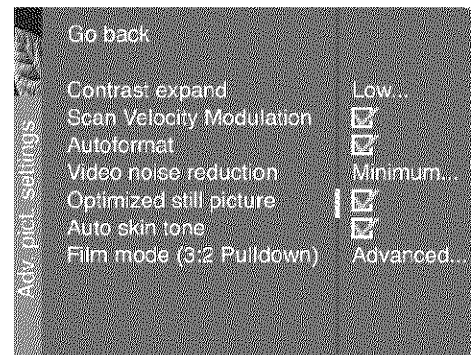 Adv. pict. settings
Go back
Contrast expand Low...
Scan Velocity Modulation
Autoformat
Video noise reduction Minimum...
Optimized still picture
Auto skin tone
Film mode (3:2 Pulldown) Advanced...